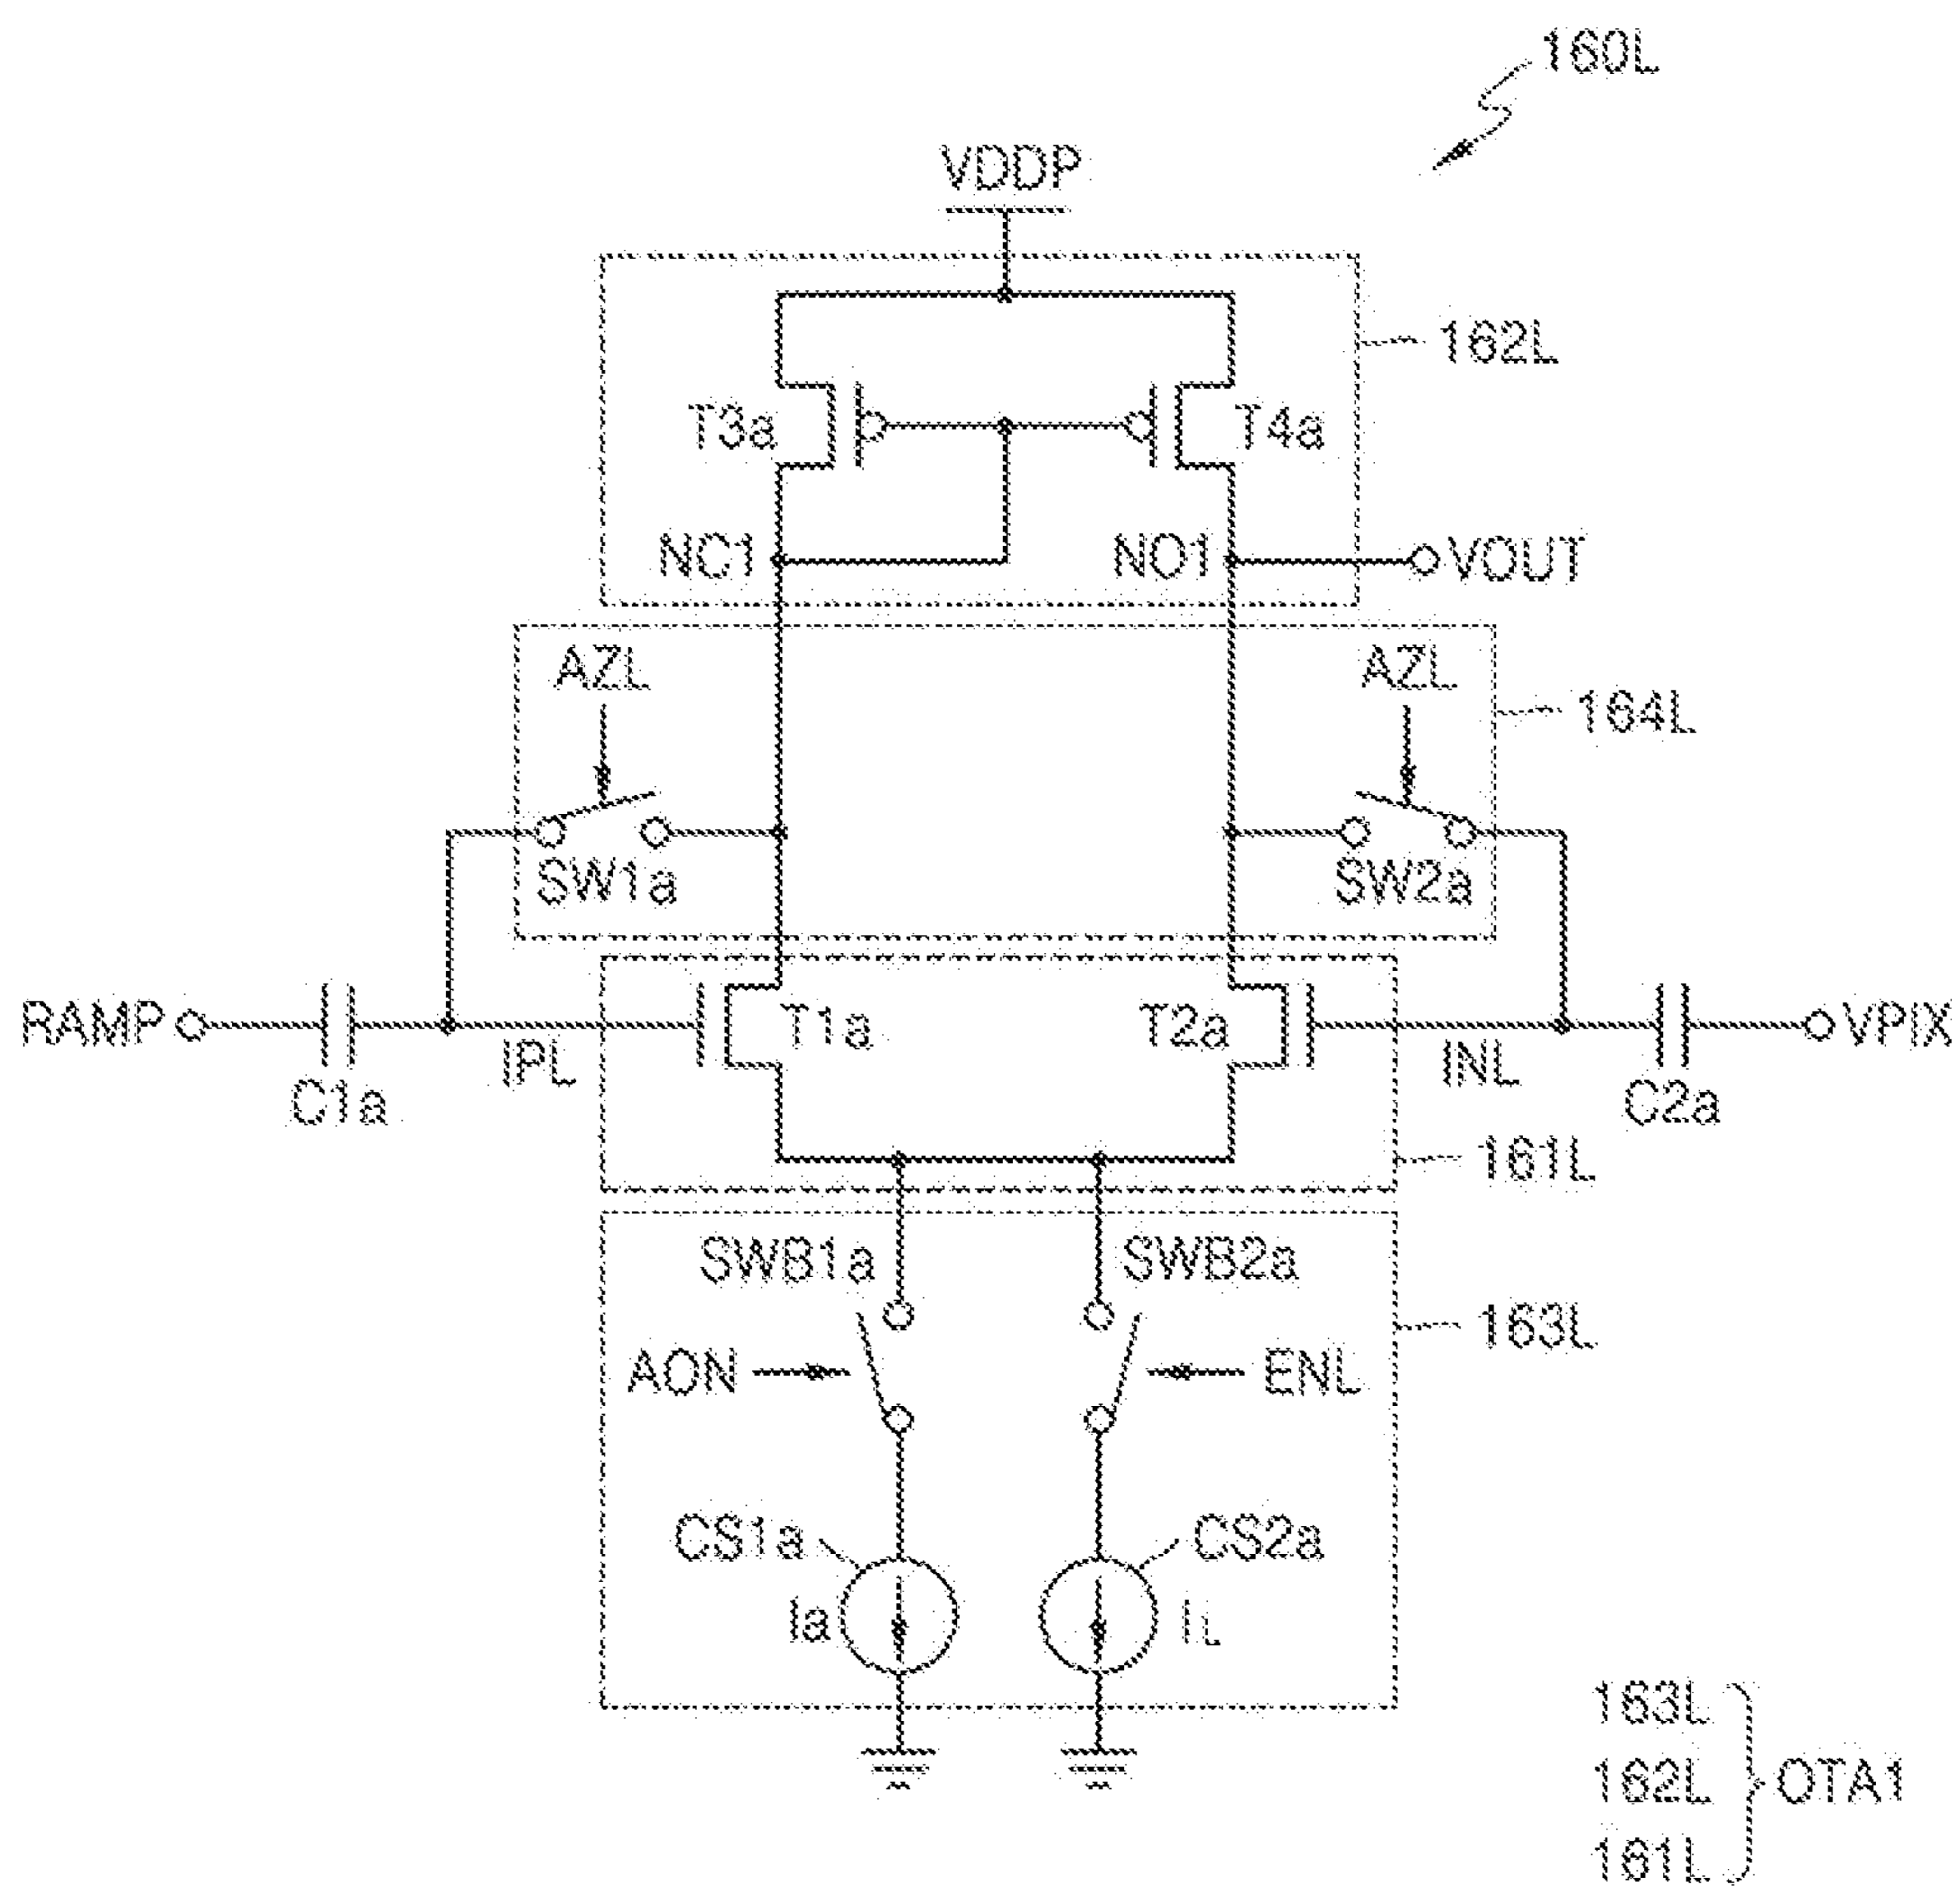 160L
VDDP
162L
T3a
T4a
NC1
NO1
VOUT
AZL
AZL
164L
SW1a
SW2a
RAMP
T1a
T2a
VPIX
IPL
INL
C1a
C2a
161L
SWB1a
SWB2a
163L
AON
ENL
CS1a
CS2a
Ia
IL
163L
162L
OTA1
161L